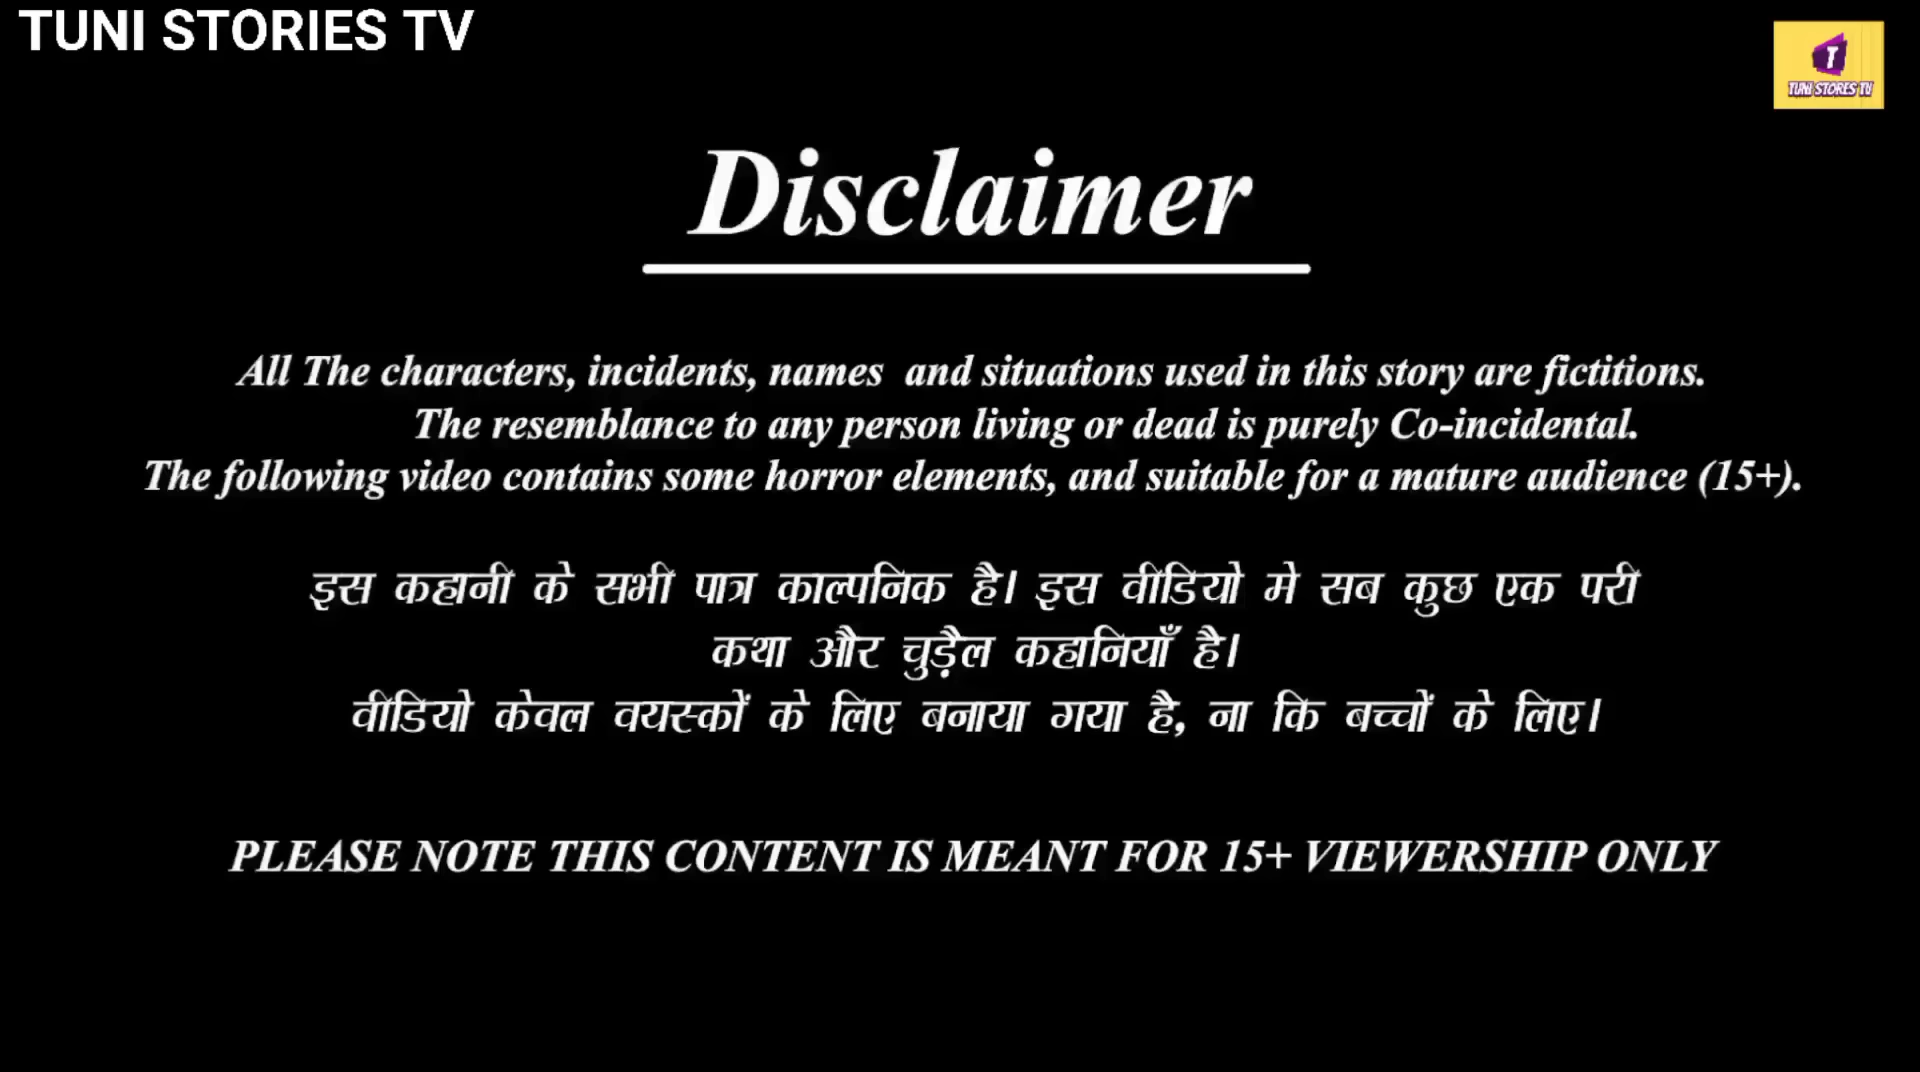 TUNI STORIES TV
T
TUNI STORES TV
Disclaimer
All The characters, incidents, names and situations used in this story are fictitions.
The resemblance to any person living or dead is purely Co-incidental.
The following video contains some horror elements, and suitable for a mature audience (15+).
इस कहानी के सभी पात्र काल्पनिक है। इस वीडियो मे सब कुछ एक परी
कथा और चुड़ैल कहानियाँ है।
वीडियो केवल वयस्कों के लिए बनाया गया है, ना कि बच्चों के लिए।
PLEASE NOTE THIS CONTENT IS MEANT FOR 15+ VIEWERSHIP ONLY